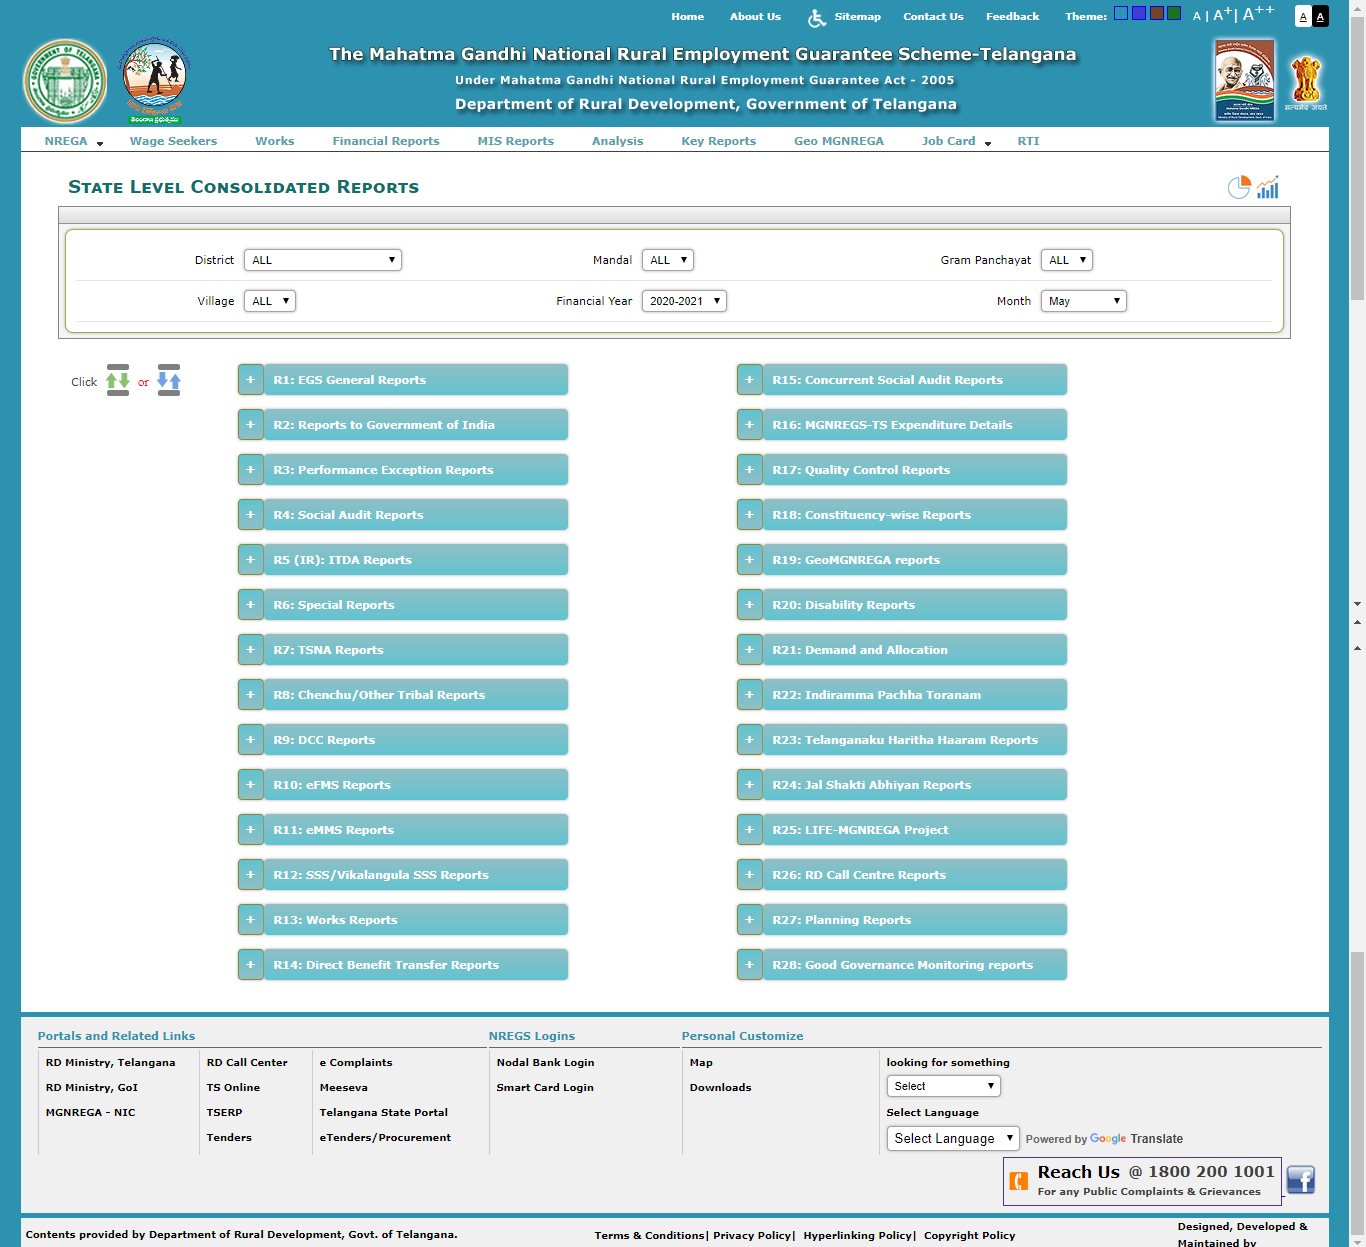 Home About Us Sitemap Contact Us Feedback Theme: A | A+ | A++ A A
The Mahatma Gandhi National Rural Employment Guarantee Scheme-Telangana
Under Mahatma Gandhi National Rural Employment Guarantee Act - 2005
Department of Rural Development, Government of Telangana
NREGA Wage Seekers Works Financial Reports MIS Reports Analysis Key Reports Geo MGNREGA Job Card RTI
State Level Consolidated Reports
District ALL Mandal ALL Gram Panchayat ALL
Village ALL Financial Year 2020-2021 Month May
Click or
+ R1: EGS General Reports
+ R2: Reports to Government of India
+ R3: Performance Exception Reports
+ R4: Social Audit Reports
+ R5 (IR): ITDA Reports
+ R6: Special Reports
+ R7: TSNA Reports
+ R8: Chenchu/Other Tribal Reports
+ R9: DCC Reports
+ R10: eFMS Reports
+ R11: eMMS Reports
+ R12: SSS/Vikalangula SSS Reports
+ R13: Works Reports
+ R14: Direct Benefit Transfer Reports
+ R15: Concurrent Social Audit Reports
+ R16: MGNREGS-TS Expenditure Details
+ R17: Quality Control Reports
+ R18: Constituency-wise Reports
+ R19: GeoMGNREGA reports
+ R20: Disability Reports
+ R21: Demand and Allocation
+ R22: Indiramma Pachha Toranam
+ R23: Telanganaku Haritha Haaram Reports
+ R24: Jal Shakti Abhiyan Reports
+ R25: LIFE-MGNREGA Project
+ R26: RD Call Centre Reports
+ R27: Planning Reports
+ R28: Good Governance Monitoring reports
Portals and Related Links
RD Ministry, Telangana
RD Ministry, GoI
MGNREGA - NIC
RD Call Center
TS Online
TSERP
Tenders
e Complaints
Meeseva
Telangana State Portal
eTenders/Procurement
NREGS Logins
Nodal Bank Login
Smart Card Login
Personal Customize
Map
Downloads
looking for something
Select
Select Language
Select Language Powered by Google Translate
Reach Us @ 1800 200 1001
For any Public Complaints & Grievances
Contents provided by Department of Rural Development, Govt. of Telangana.
Terms & Conditions| Privacy Policy| Hyperlinking Policy| Copyright Policy
Designed, Developed &
Maintained by